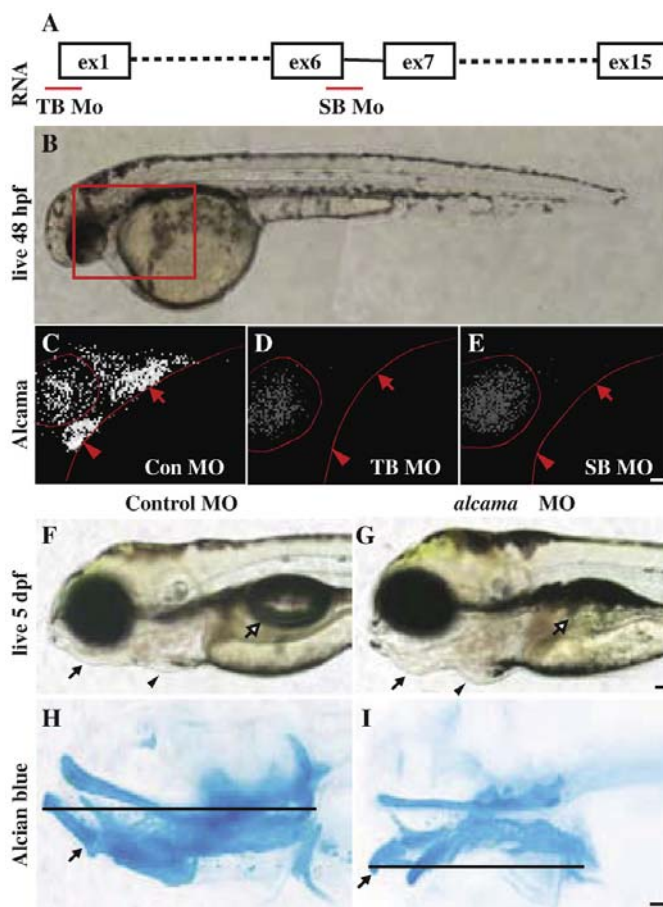 A
RNA
ex1
ex6
ex7
ex15
TB Mo
SB Mo
B
live 48 hpf
Alcama
C
Con MO
D
TB MO
E
SB MO
Control MO
alcama MO
live 5 dpf
F
G
Alcian blue
H
I